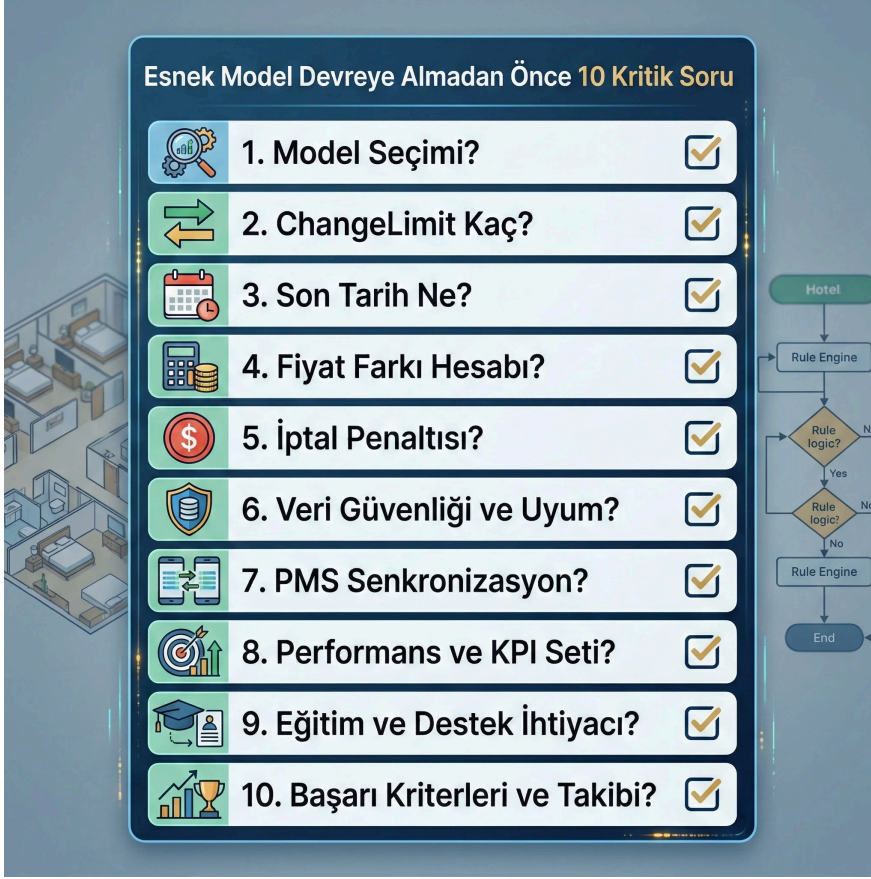 Esnek Model Devreye Almadan Önce 10 Kritik Soru
1. Model Seçimi?
2. ChangeLimit Kaç?
3. Son Tarih Ne?
4. Fiyat Farkı Hesabı?
5. İptal Penaltısı?
6. Veri Güvenliği ve Uyum?
7. PMS Senkronizasyon?
8. Performans ve KPI Seti?
9. Eğitim ve Destek İhtiyacı?
10. Başarı Kriterleri ve Takibi?
Hotel
Rule Engine
Rule
logic?
Yes
Rule
logic?
No
Rule Engine
End